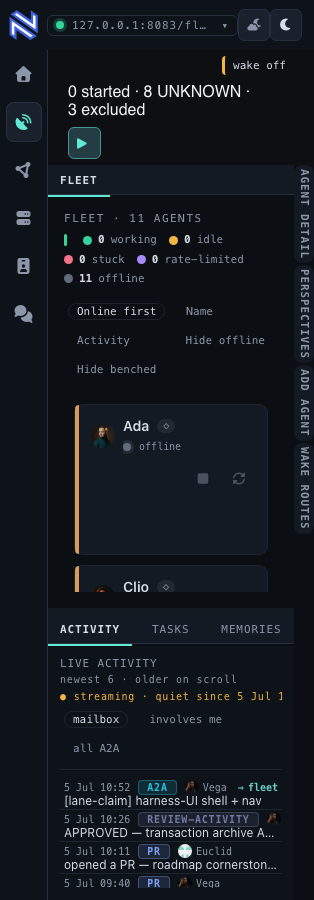 127.0.0.1:8083/fl…
wake off
0 started · 8 UNKNOWN ·
3 excluded
FLEET
FLEET · 11 AGENTS
0 working 0 idle
0 stuck 0 rate-limited
11 offline
Online first Name
Activity Hide offline
Hide benched
Ada
offline
Clio
AGENT DETAIL
PERSPECTIVES
ADD AGENT
WAKE ROUTES
ACTIVITY TASKS MEMORIES
LIVE ACTIVITY
newest 6 · older on scroll
streaming · quiet since 5 Jul 1
mailbox involves me
all A2A
5 Jul 10:52 A2A Vega → fleet
[lane-claim] harness-UI shell + nav
5 Jul 10:26 REVIEW-ACTIVITY
APPROVED — transaction archive A…
5 Jul 10:11 PR Euclid
opened a PR — roadmap cornerston…
5 Jul 09:40 PR Vega